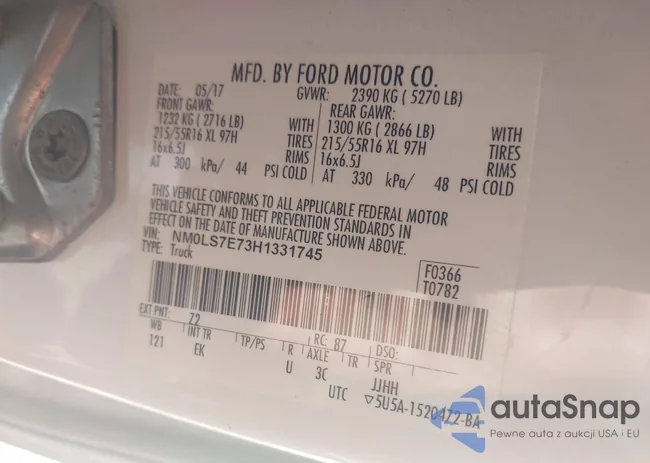 MFD. BY FORD MOTOR CO.
DATE: 05/17 GVWR: 2390 KG ( 5270 LB)
FRONT GAWR: REAR GAWR:
1232 KG ( 2716 LB) WITH 1300 KG ( 2866 LB) WITH
215/55R16 XL 97H TIRES 215/55R16 XL 97H TIRES
16x6.5J RIMS 16x6.5J RIMS
AT 300 kPa/ 44 PSI COLD AT 330 kPa/ 48 PSI COLD
THIS VEHICLE CONFORMS TO ALL APPLICABLE FEDERAL MOTOR
VEHICLE SAFETY AND THEFT PREVENTION STANDARDS IN
EFFECT ON THE DATE OF MANUFACTURE SHOWN ABOVE.
VIN: NM0LS7E73H1331745
TYPE: Truck
F0366
T0782
EXT PNT: Z2 RC: 87 DSO:
WB INT TR TP/PS R AXLE TR SPR
121 EK U 3C JJHH
UTC ▽5U5A-1520472-BA
autoSnap
Pewne auta z aukcji USA i EU